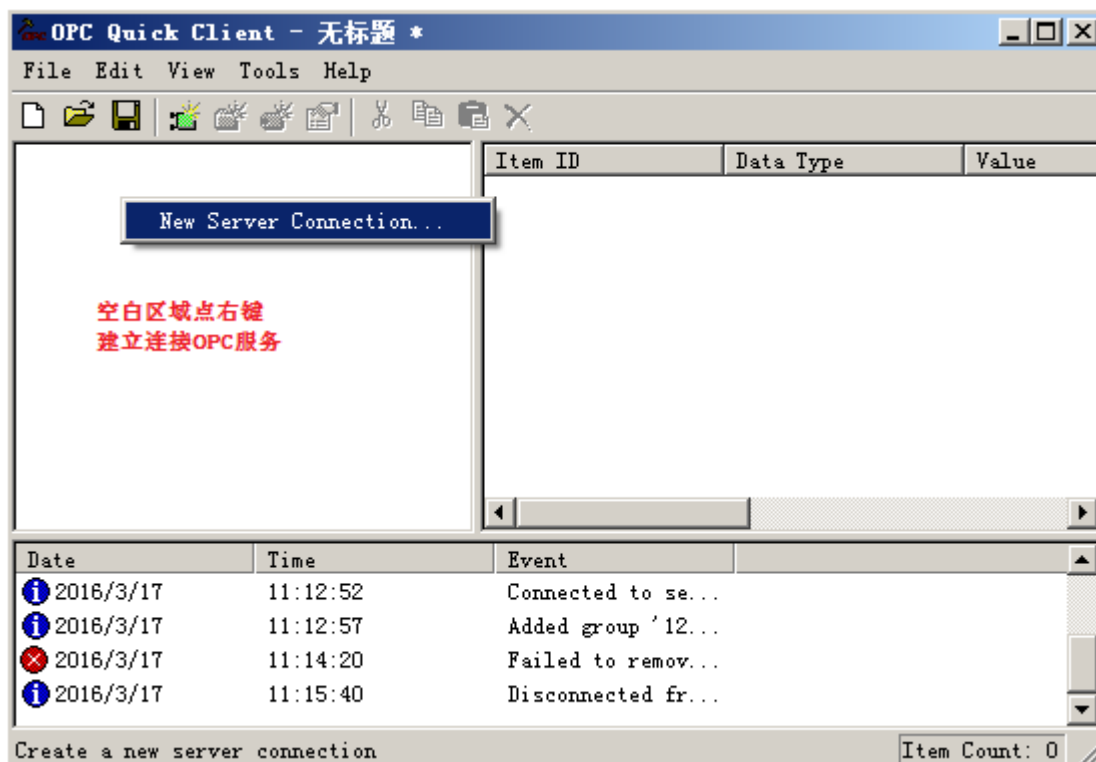 OPC Quick Client - 无标题 *
File Edit View Tools Help
Item ID Data Type Value
New Server Connection...
空白区域点右键
建立连接OPC服务
Date Time Event
2016/3/17 11:12:52 Connected to se...
2016/3/17 11:12:57 Added group '12...
2016/3/17 11:14:20 Failed to remov...
2016/3/17 11:15:40 Disconnected fr...
Create a new server connection Item Count: 0